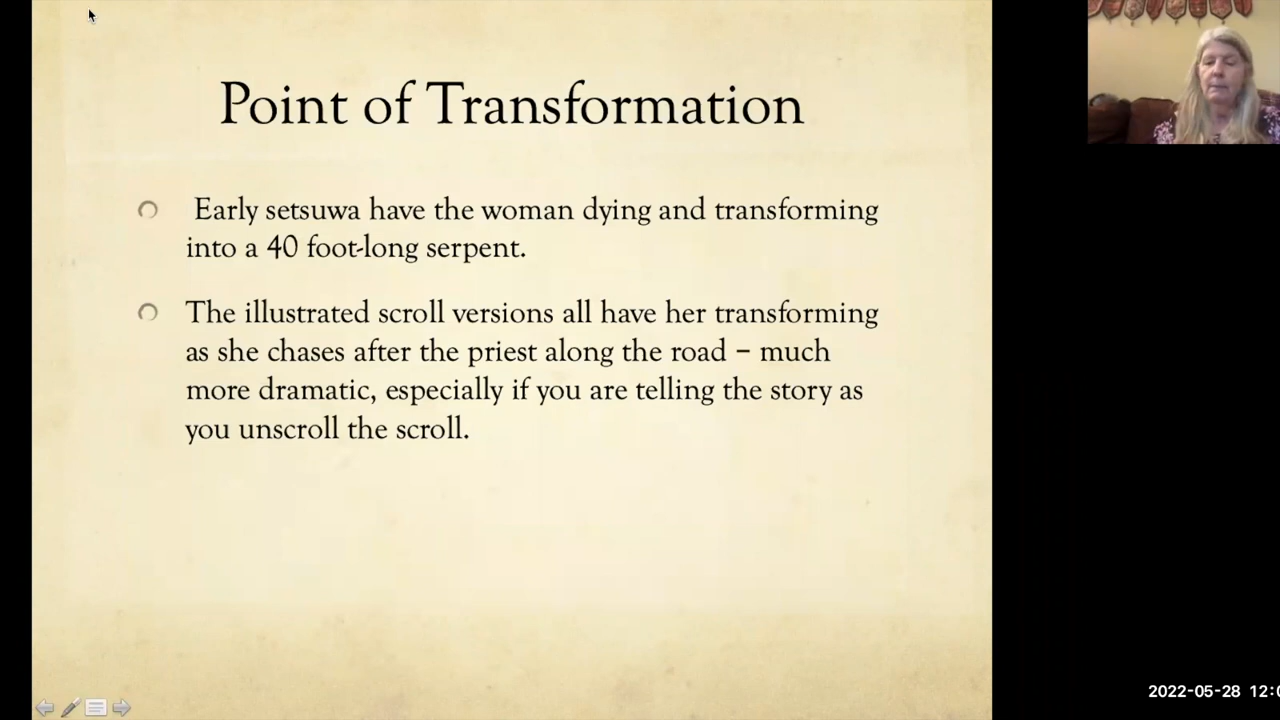 Point of Transformation
Early setsuwa have the woman dying and transforming
into a 40 foot-long serpent.
The illustrated scroll versions all have her transforming
as she chases after the priest along the road – much
more dramatic, especially if you are telling the story as
you unscroll the scroll.
2022-05-28 12:0